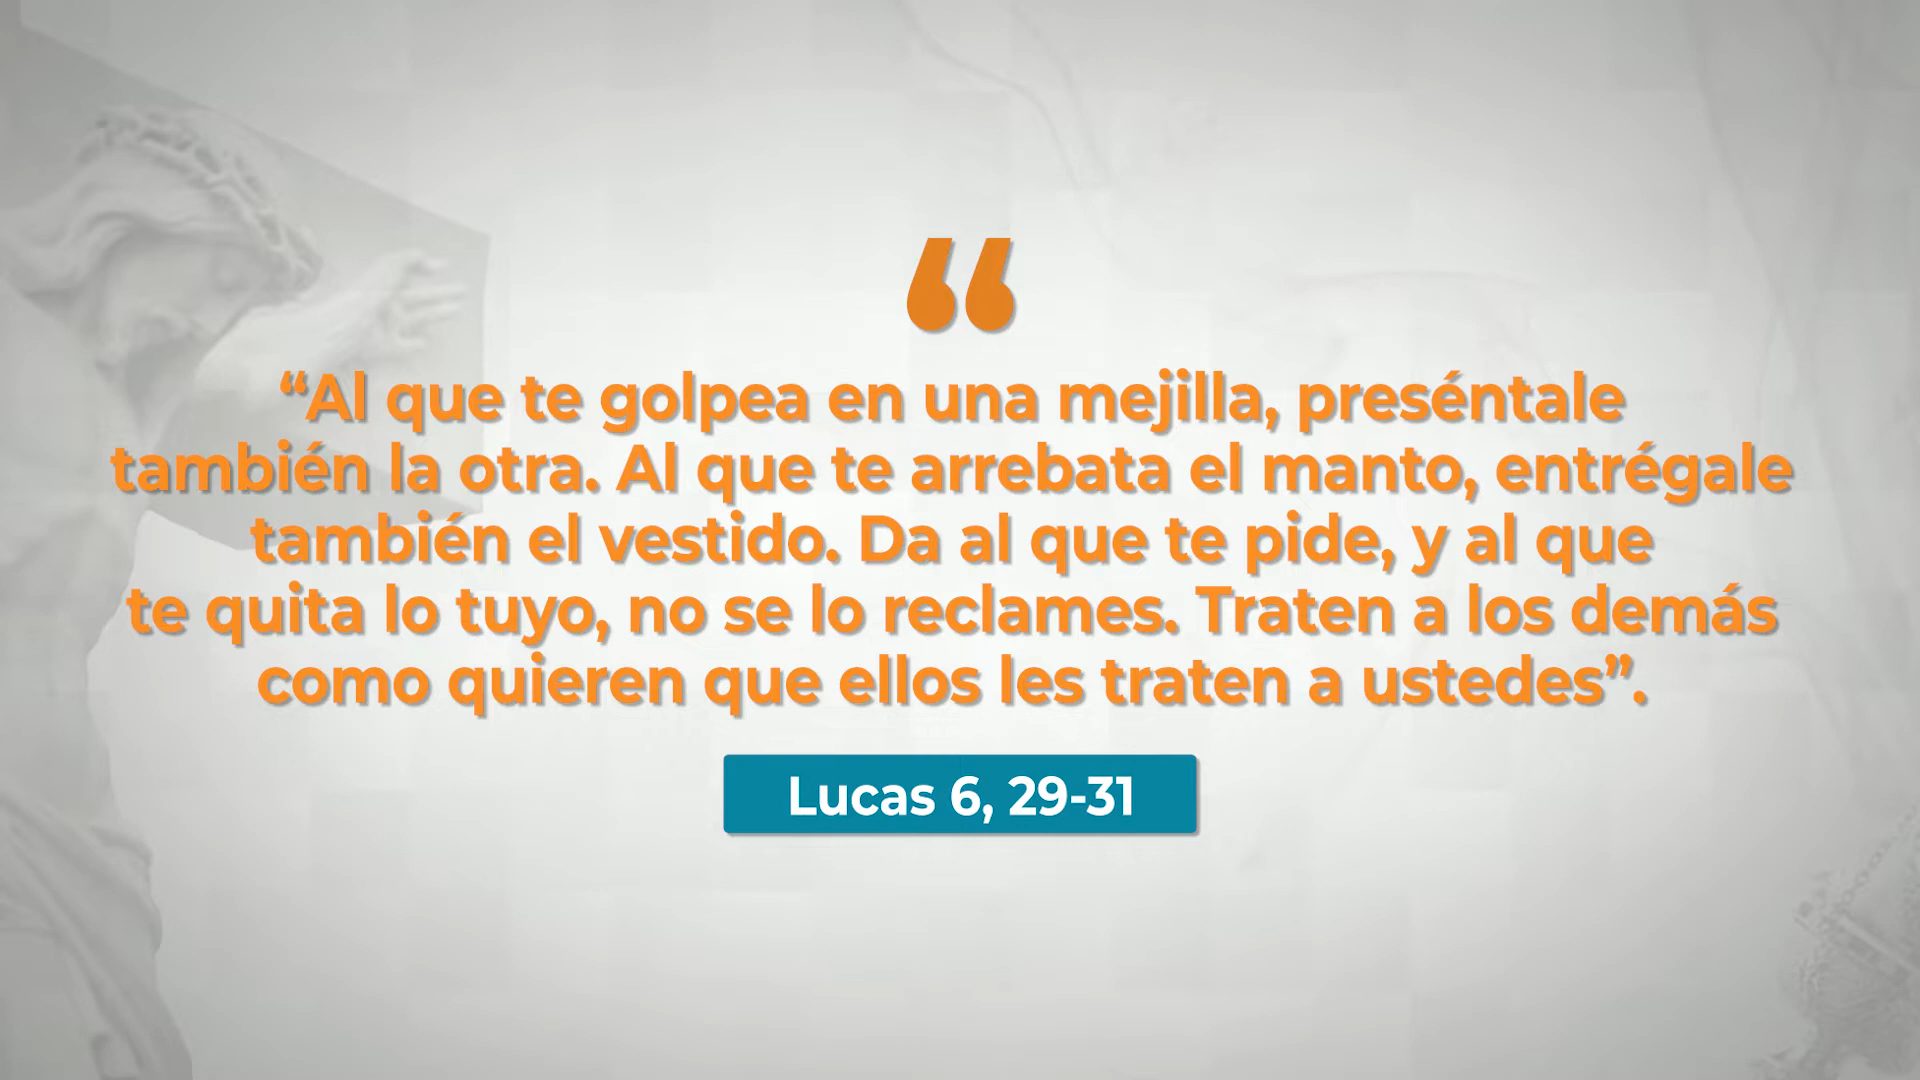 “
“Al que te golpea en una mejilla, preséntale
también la otra. Al que te arrebata el manto, entrégale
también el vestido. Da al que te pide, y al que
te quita lo tuyo, no se lo reclames. Traten a los demás
como quieren que ellos les traten a ustedes”.
Lucas 6, 29-31